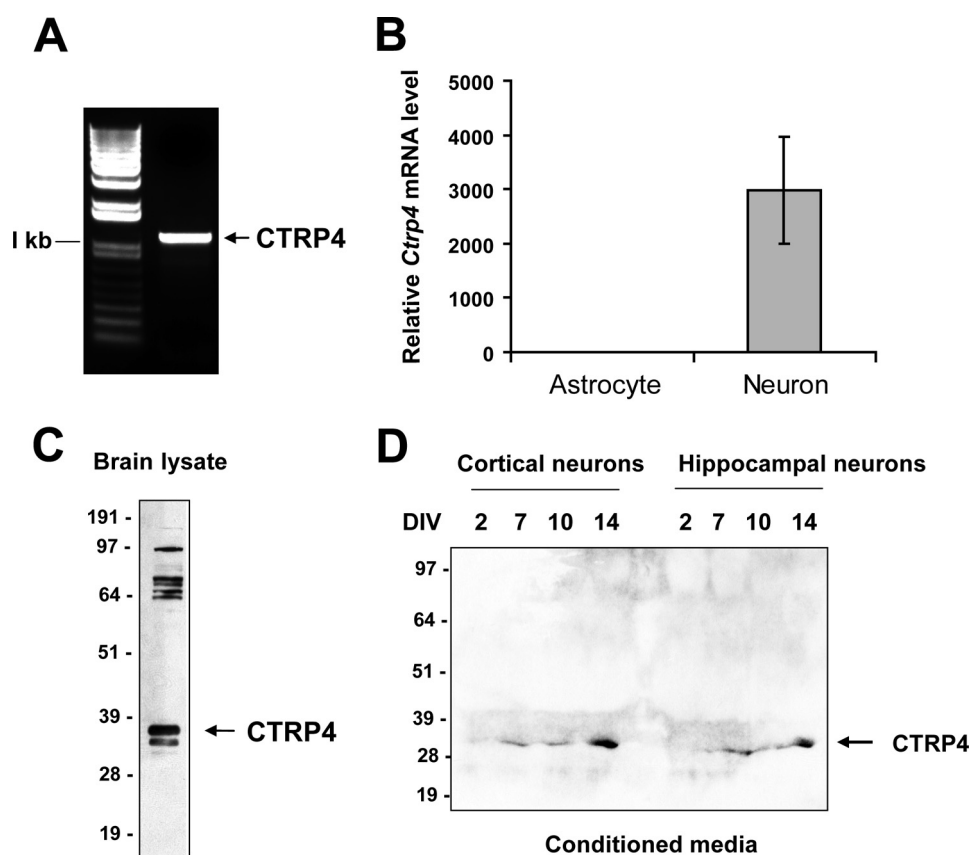 A
I kb
CTRP4
B
Relative Ctrp4 mRNA level
5000
4000
3000
2000
1000
0
Astrocyte
Neuron
C
Brain lysate
191 -
97 -
64 -
51 -
39 -
28 -
19 -
CTRP4
D
Cortical neurons
Hippocampal neurons
DIV 2 7 10 14 2 7 10 14
97 -
64 -
51 -
39 -
28 -
19 -
CTRP4
Conditioned media